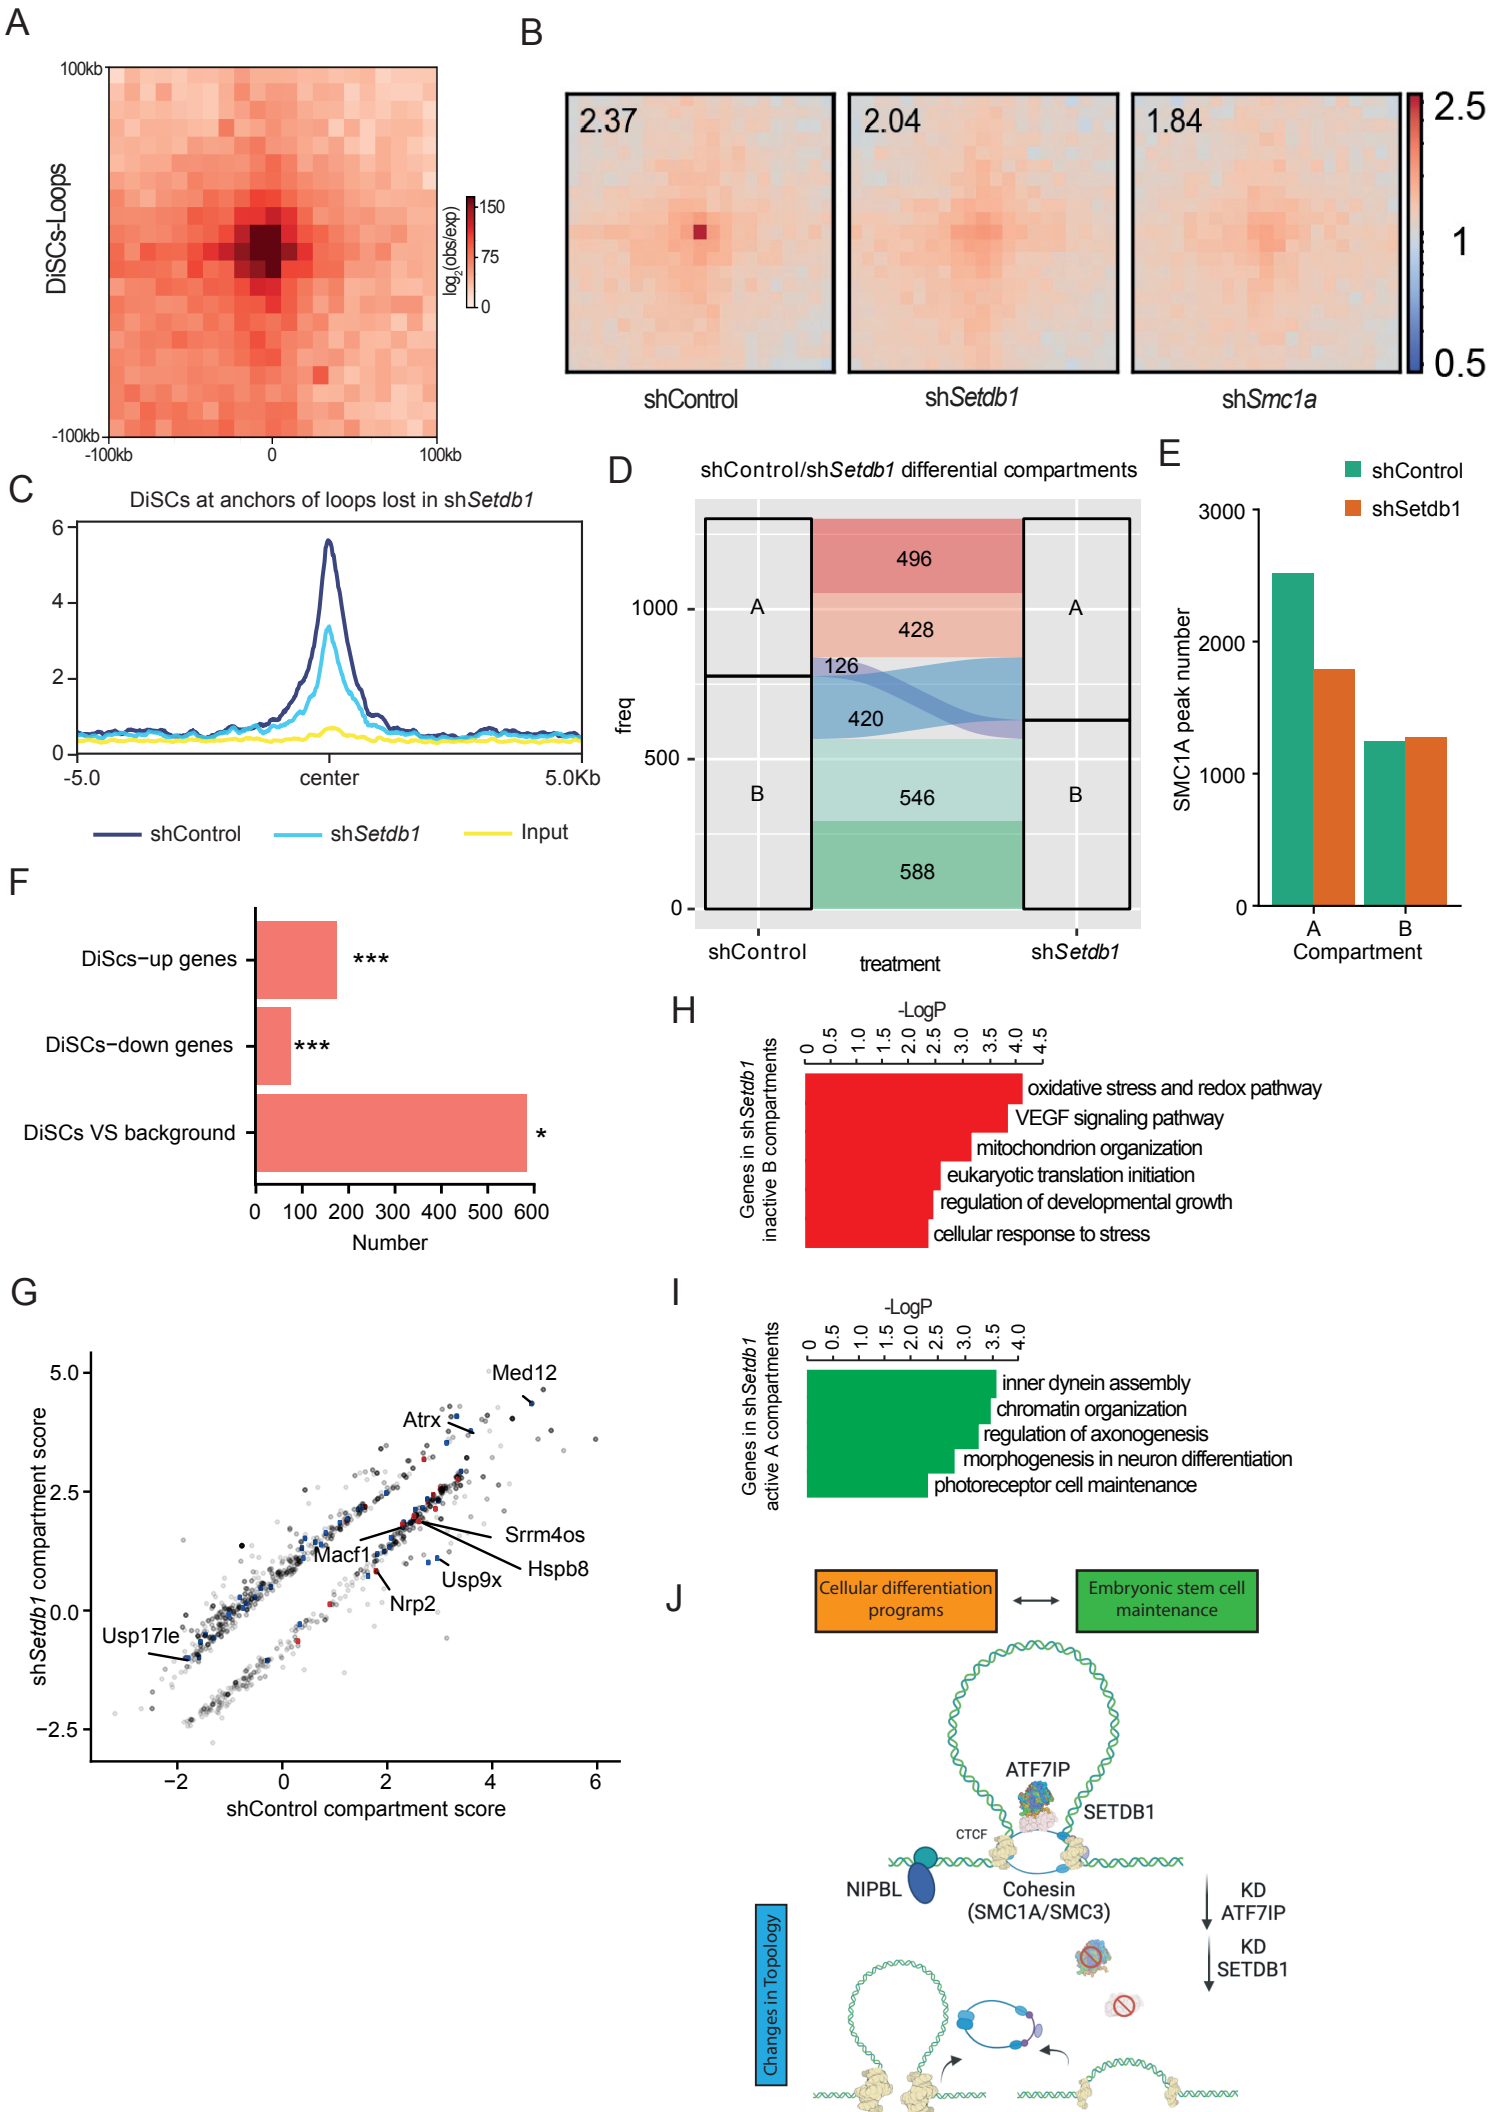 A
100kb
DiSCs-Loops
-100kb
-100kb
0
100kb
log2(obs/exp)
150
75
0
B
2.37
2.04
1.84
2.5
1
0.5
shControl
shSetdb1
shSmc1a
C
DiSCs at anchors of loops lost in shSetdb1
6
4
2
0
-5.0
center
5.0Kb
shControl
shSetdb1
Input
D
shControl/shSetdb1 differential compartments
freq
1000
500
0
A
B
496
428
126
420
546
588
A
B
shControl
treatment
shSetdb1
E
shControl
shSetdb1
SMC1A peak number
3000
2000
1000
0
A
B
Compartment
F
DiScs-up genes
***
DiSCs-down genes
***
DiSCs VS background
*
0 100 200 300 400 500 600
Number
G
shSetdb1 compartment score
5.0
2.5
0.0
−2.5
Med12
Atrx
Srrm4os
Macf1
Hspb8
Usp9x
Nrp2
Usp17le
−2 0 2 4 6
shControl compartment score
H
-LogP
0 0.5 1.0 1.5 2.0 2.5 3.0 3.5 4.0 4.5
Genes in shSetdb1
inactive B compartments
oxidative stress and redox pathway
VEGF signaling pathway
mitochondrion organization
eukaryotic translation initiation
regulation of developmental growth
cellular response to stress
I
-LogP
0 0.5 1.0 1.5 2.0 2.5 3.0 3.5 4.0
Genes in shSetdb1
active A compartments
inner dynein assembly
chromatin organization
regulation of axonogenesis
morphogenesis in neuron differentiation
photoreceptor cell maintenance
J
Cellular differentiation
programs
Embryonic stem cell
maintenance
ATF7IP
SETDB1
CTCF
NIPBL
Cohesin
(SMC1A/SMC3)
KD
ATF7IP
KD
SETDB1
Changes in Topology